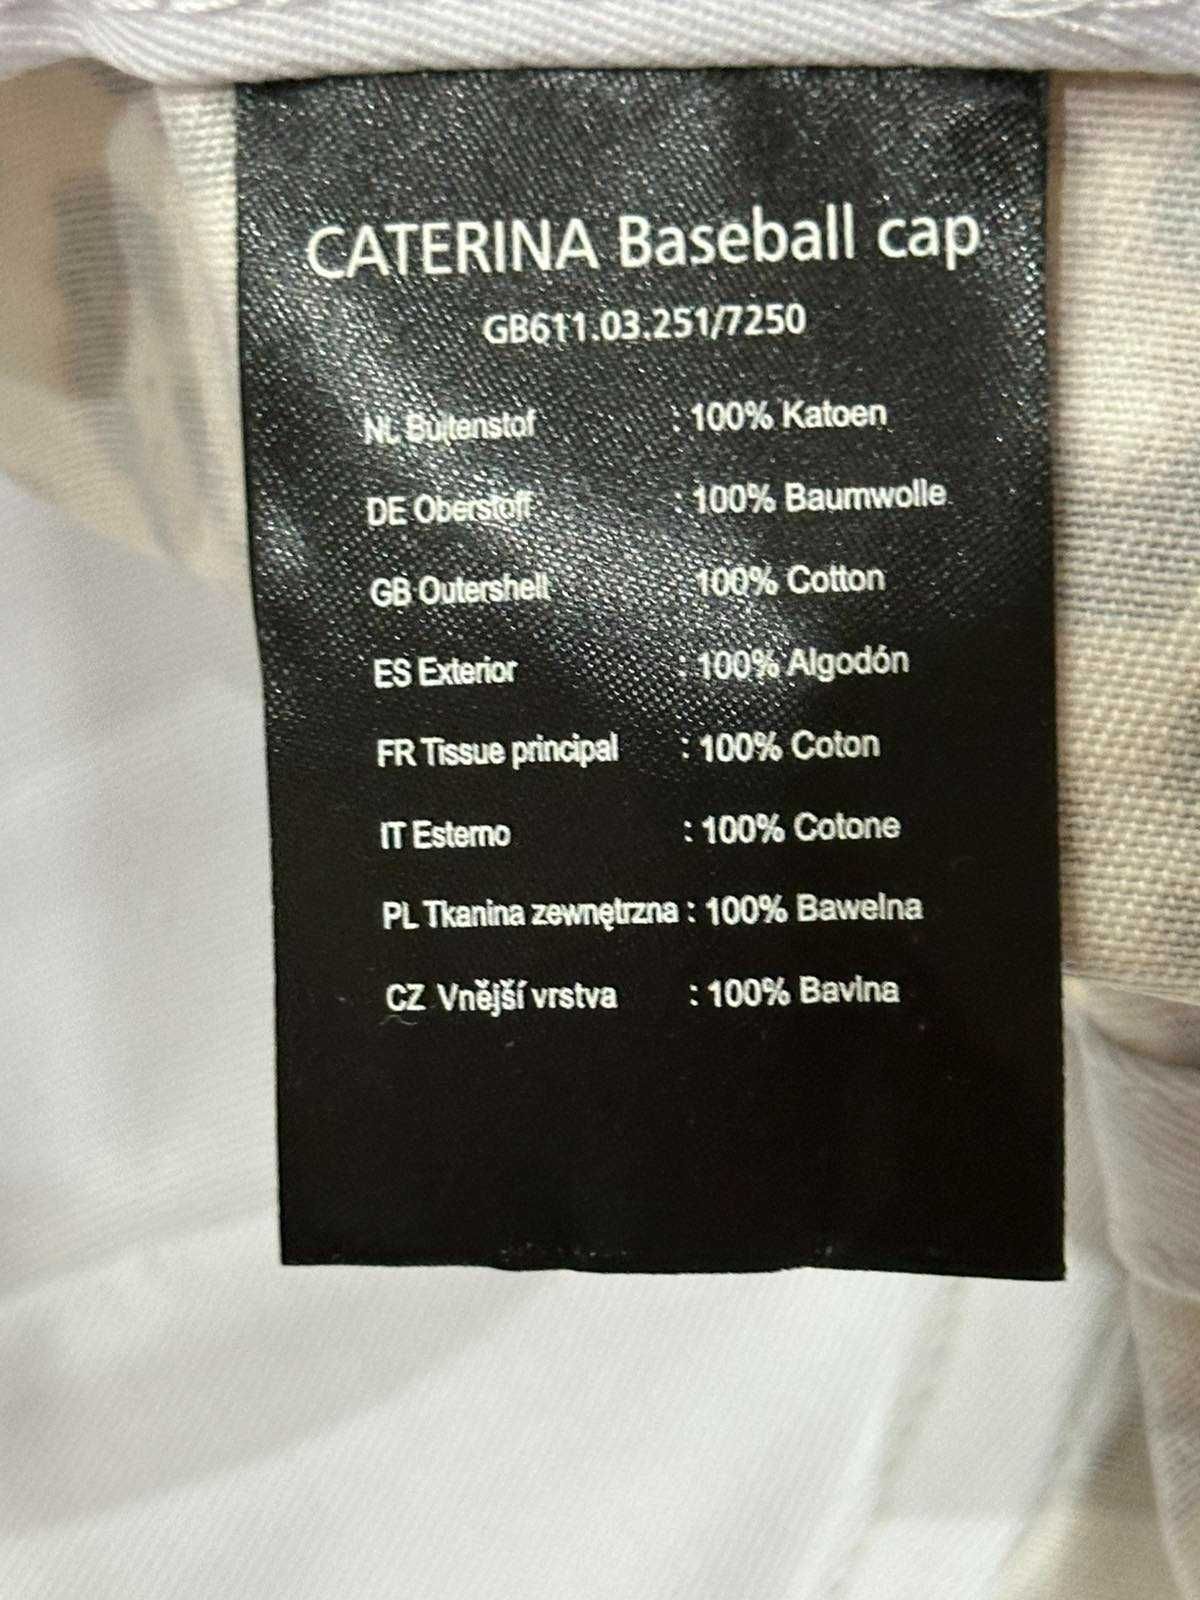 CATERINA Baseball cap
GB611.03.251/7250
NL Buitenstof : 100% Katoen
DE Oberstoff : 100% Baumwolle
GB Outershell : 100% Cotton
ES Exterior : 100% Algodón
FR Tissue principal : 100% Coton
IT Esterno : 100% Cotone
PL Tkanina zewnętrzna : 100% Bawelna
CZ Vnější vrstva : 100% Bavlna